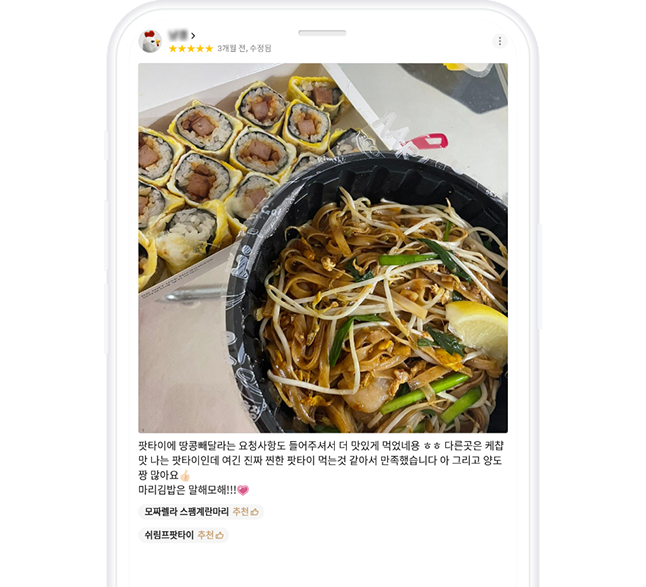 3개월 전, 수정됨
팟타이에 땅콩빼달라는 요청사항도 들어주셔서 더 맛있게 먹었네용 ㅎㅎ 다른곳은 케챱
맛 나는 팟타이인데 여긴 진짜 찐한 팟타이 먹는것 같아서 만족했습니다 아 그리고 양도
짱 많아요👍🏻
마리김밥은 말해모해!!!💗
모짜렐라 스팸계란마리 추천
쉬림프팟타이 추천